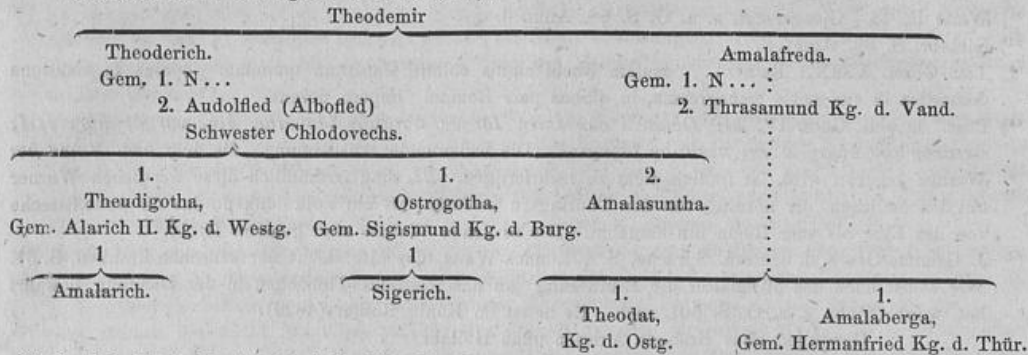 Theodemir
Theoderich. Amalafreda.
Gem. 1. N... Gem. 1. N...
2. Audolfled (Albofled) 2. Thrasamund Kg. d. Vand.
Schwester Chlodovechs.
1. 1. 2.
Theudigotha, Ostrogotha, Amalasuntha.
Gem. Alarich II. Kg. d. Westg. Gem. Sigismund Kg. d. Burg.
1
Amalarich. Sigerich.
1. 1.
Theodat, Amalaberga,
Kg. d. Ostg. Gem. Hermanfried Kg. d. Thür.